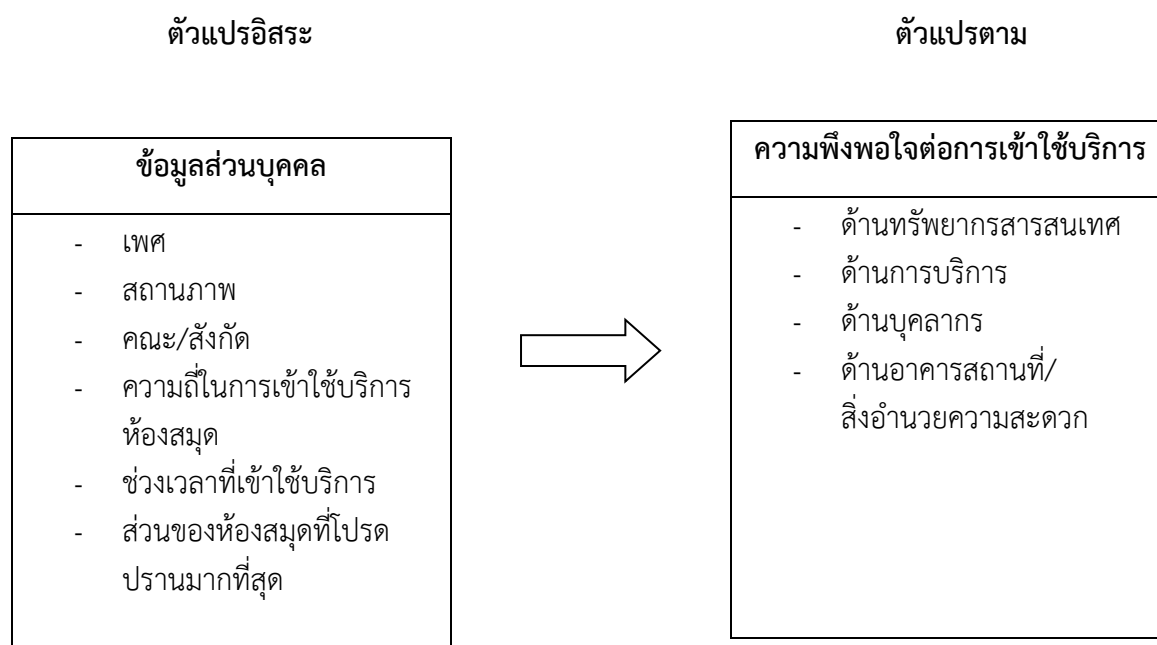 ตัวแปรอิสระ
ตัวแปรตาม
ข้อมูลส่วนบุคคล
- เพศ
- สถานภาพ
- คณะ/สังกัด
- ความถี่ในการเข้าใช้บริการ
ห้องสมุด
- ช่วงเวลาที่เข้าใช้บริการ
- ส่วนของห้องสมุดที่โปรด
ปรานมากที่สุด
ความพึงพอใจต่อการเข้าใช้บริการ
- ด้านทรัพยากรสารสนเทศ
- ด้านการบริการ
- ด้านบุคลากร
- ด้านอาคารสถานที่/
สิ่งอำนวยความสะดวก